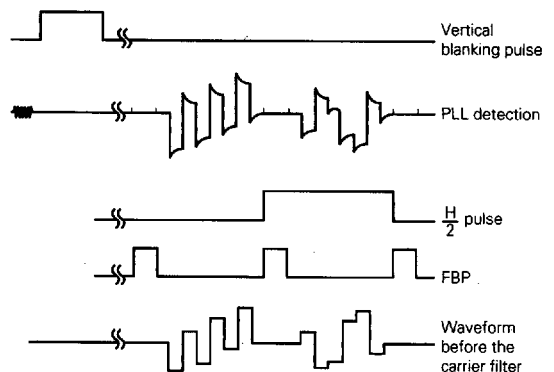 Vertical
blanking pulse
PLL detection
H
2 pulse
FBP
Waveform
before the
carrier filter